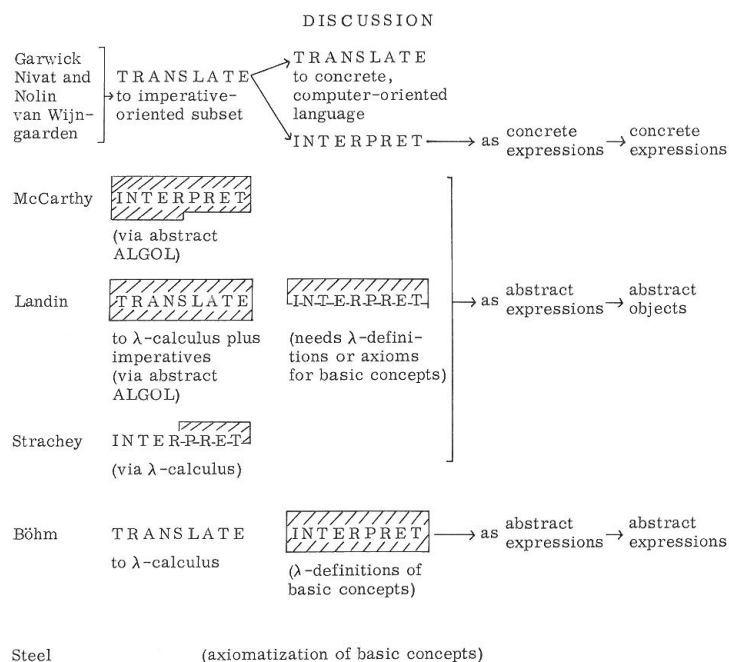 DISCUSSION
Garwick
Nivat and
Nolin
van Wijn-
gaarden
TRANSLATE
to imperative-
oriented subset
TRANSLATE
to concrete,
computer-oriented
language
INTERPRET
as
concrete
expressions
concrete
expressions
McCarthy
INTERPRET
(via abstract
ALGOL)
Landin
TRANSLATE
to λ-calculus plus
imperatives
(via abstract
ALGOL)
INTERPRET
(needs λ-defini-
tions or axioms
for basic concepts)
as
abstract
expressions
abstract
objects
Strachey
INTERPRET
(via λ-calculus)
Böhm
TRANSLATE
to λ-calculus
INTERPRET
(λ-definitions of
basic concepts)
as
abstract
expressions
abstract
expressions
Steel
(axiomatization of basic concepts)